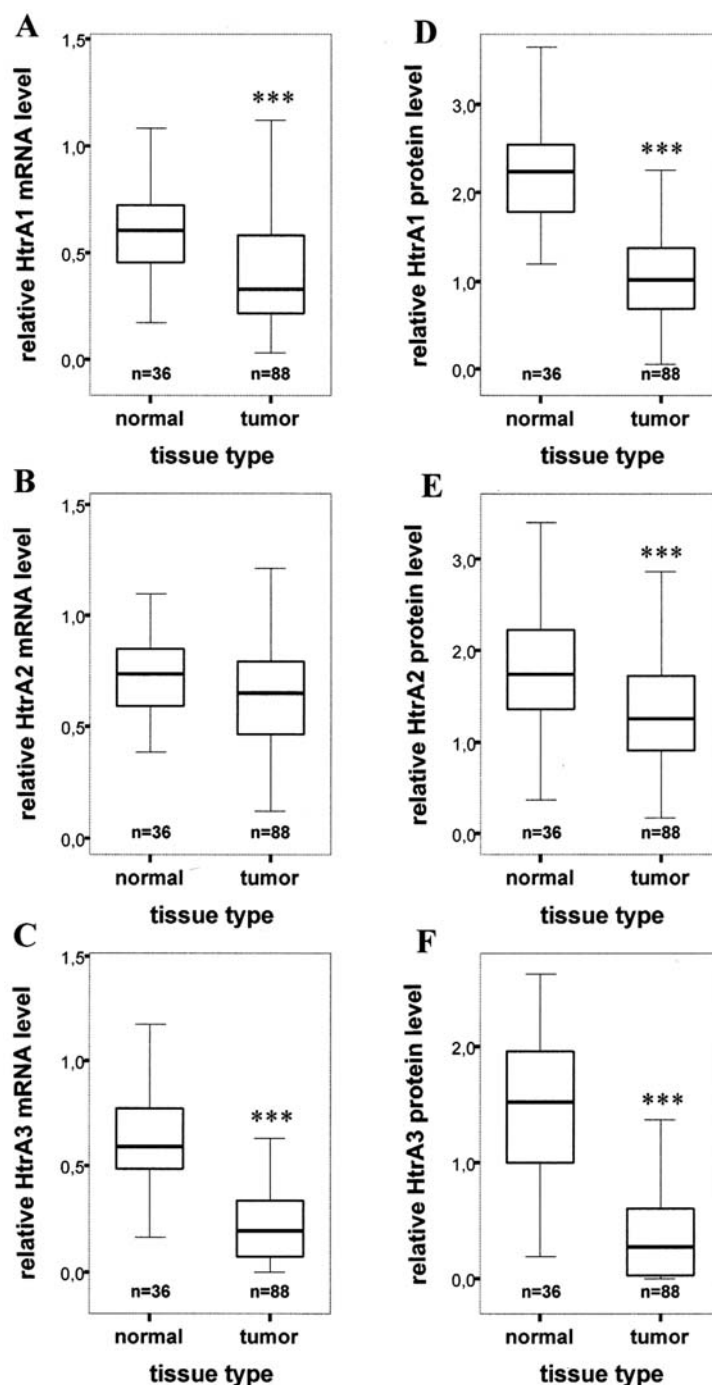 A
relative HtrA1 mRNA level
1,5
1,0
0,5
0,0
***
n=36
n=88
normal
tumor
tissue type
B
relative HtrA2 mRNA level
1,5
1,0
0,5
0,0
n=36
n=88
normal
tumor
tissue type
C
relative HtrA3 mRNA level
1,5
1,0
0,5
0,0
***
n=36
n=88
normal
tumor
tissue type
D
relative HtrA1 protein level
3,0
2,0
1,0
0,0
***
n=36
n=88
normal
tumor
tissue type
E
relative HtrA2 protein level
3,0
2,0
1,0
0,0
***
n=36
n=88
normal
tumor
tissue type
F
relative HtrA3 protein level
2,0
1,0
0,0
***
n=36
n=88
normal
tumor
tissue type